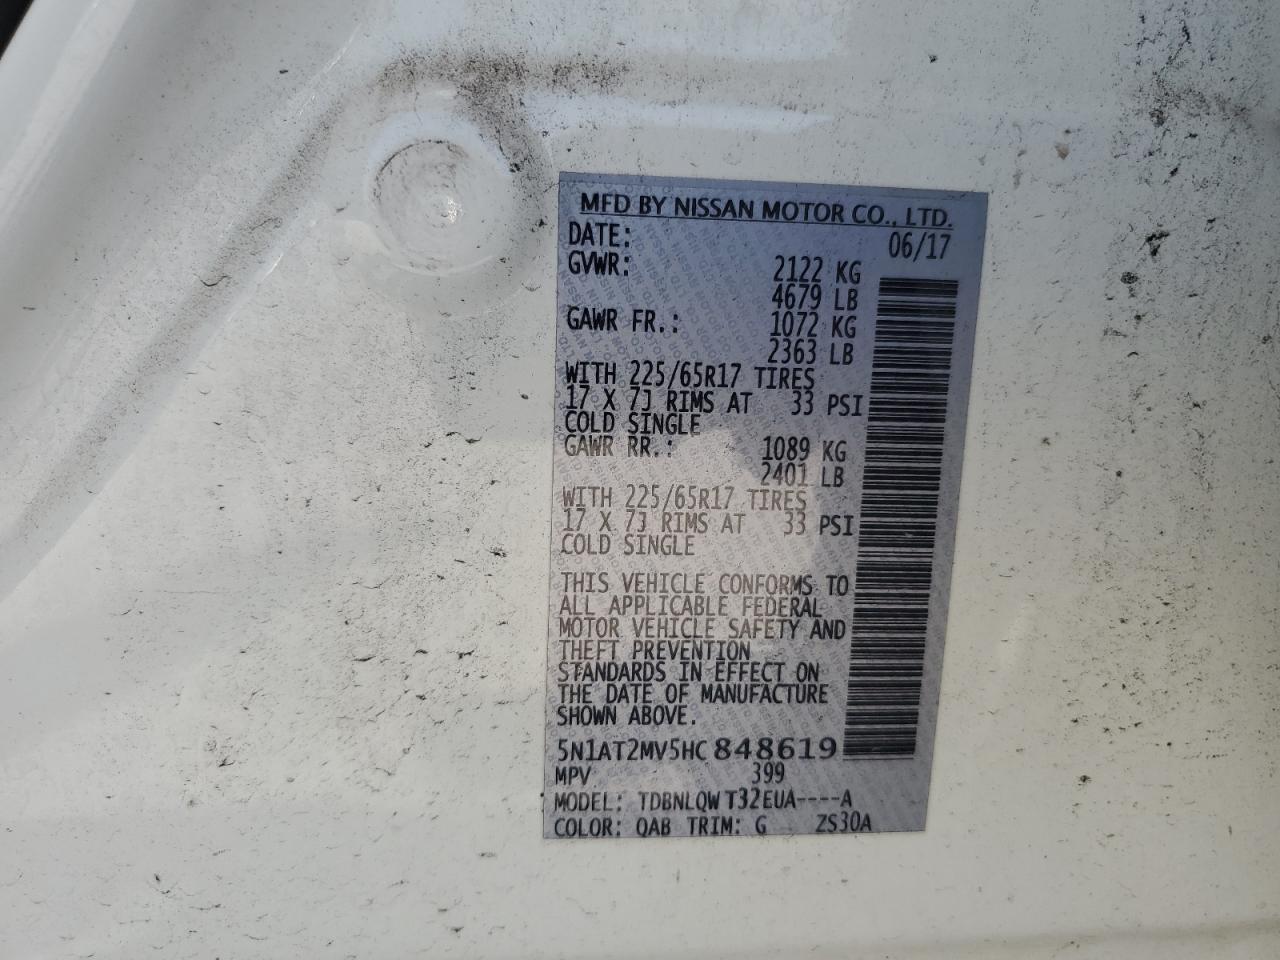 MFD BY NISSAN MOTOR CO., LTD.
DATE: 06/17
GVWR: 2122 KG
4679 LB
GAWR FR.: 1072 KG
2363 LB
WITH 225/65R17 TIRES
17 X 7J RIMS AT 33 PSI
COLD SINGLE
GAWR RR.: 1089 KG
2401 LB
WITH 225/65R17 TIRES
17 X 7J RIMS AT 33 PSI
COLD SINGLE
THIS VEHICLE CONFORMS TO
ALL APPLICABLE FEDERAL
MOTOR VEHICLE SAFETY AND
THEFT PREVENTION
STANDARDS IN EFFECT ON
THE DATE OF MANUFACTURE
SHOWN ABOVE.
5N1AT2MV5HC848619
MPV 399
MODEL: TDBNLQWT32EUA----A
COLOR: QAB TRIM: G ZS30A